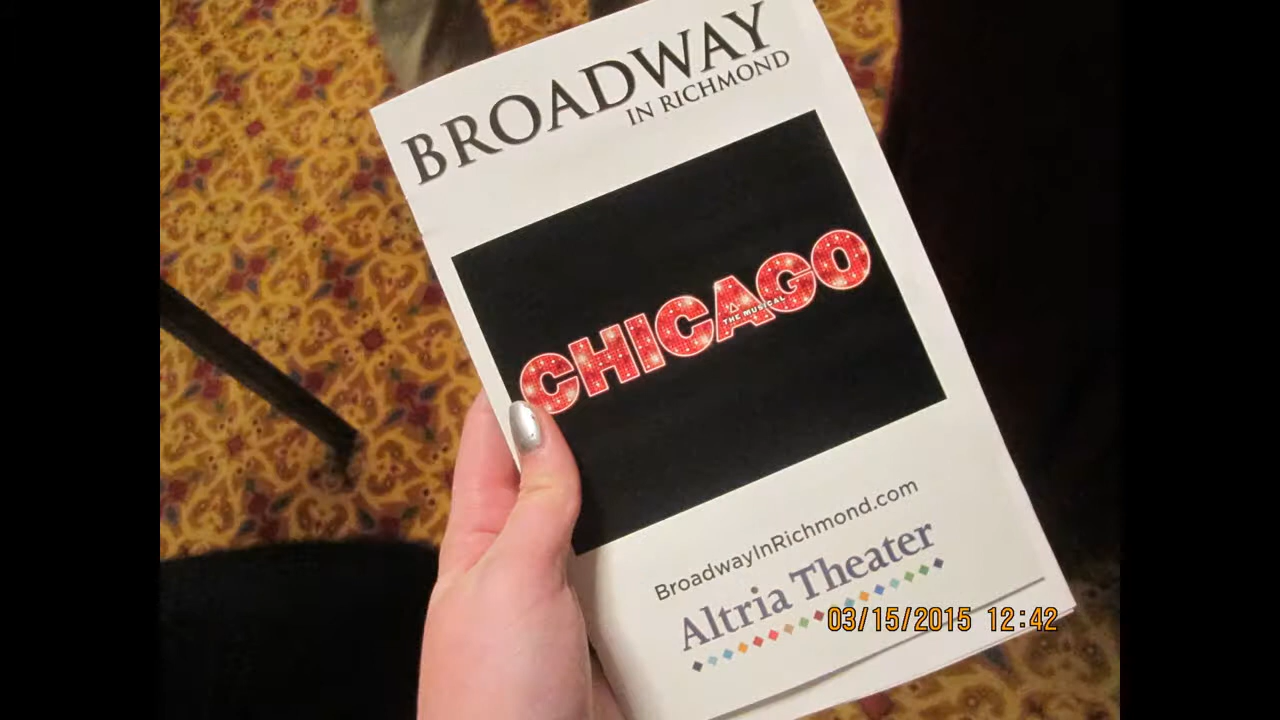 BROADWAY
IN RICHMOND
CHICAGO
THE MUSICAL
BroadwayInRichmond.com
Altria Theater
03/15/2015 12:42